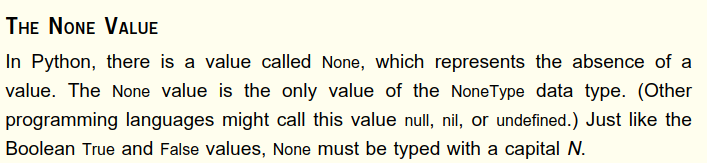 THE NONE VALUE
In Python, there is a value called None, which represents the absence of a
value. The None value is the only value of the NoneType data type. (Other
programming languages might call this value null, nil, or undefined.) Just like the
Boolean True and False values, None must be typed with a capital N.